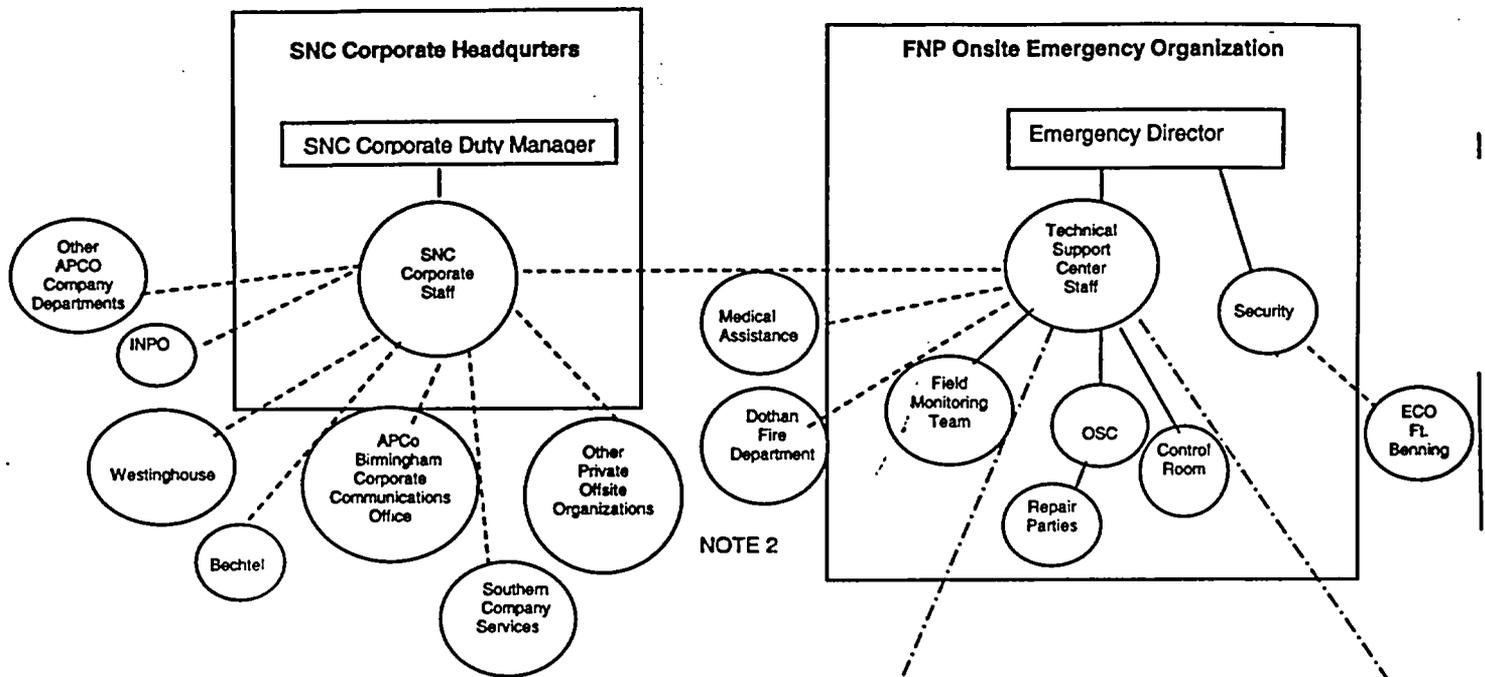 SNC Corporate Headqurters
SNC Corporate Duty Manager
SNC
Corporate
Staff
Other
APCO
Company
Departments
INPO
Westinghouse
Bechtel
APCo
Birmingham
Corporate
Communications
Office
Southern
Company
Services
Other
Private
Offsite
Organizations
FNP Onsite Emergency Organization
Emergency Director
Technical
Support
Center
Staff
Security
Medical
Assistance
Dothan
Fire
Department
Field
Monitoring
Team
OSC
Control
Room
Repair
Parties
ECO
Ft.
Benning
NOTE 2